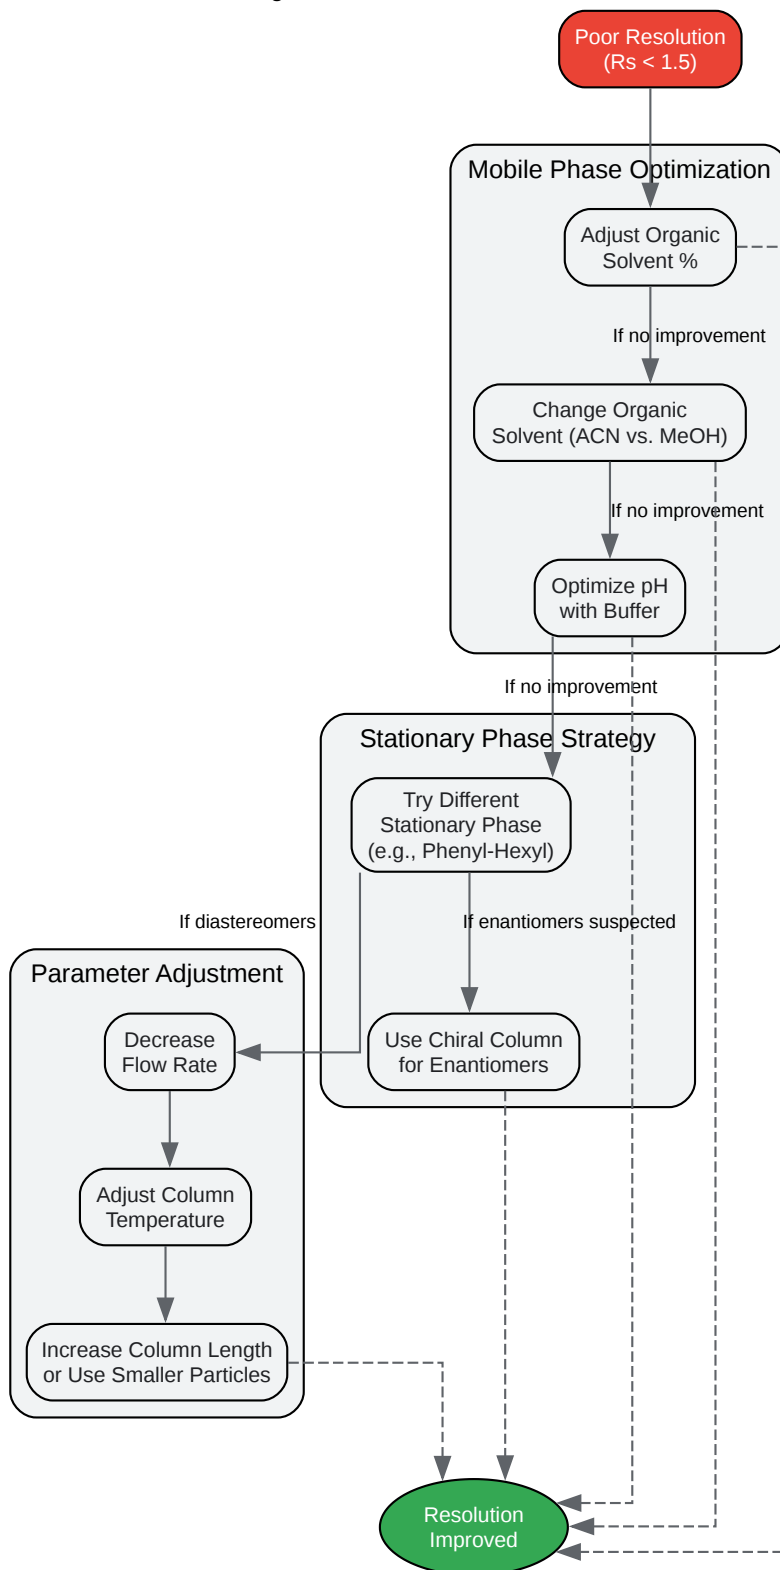 Poor Resolution
(Rs < 1.5)
Mobile Phase Optimization
Adjust Organic
Solvent %
If no improvement
Change Organic
Solvent (ACN vs. MeOH)
If no improvement
Optimize pH
with Buffer
If no improvement
Stationary Phase Strategy
Try Different
Stationary Phase
(e.g., Phenyl-Hexyl)
If diastereomers
If enantiomers suspected
Parameter Adjustment
Decrease
Flow Rate
Use Chiral Column
for Enantiomers
Adjust Column
Temperature
Increase Column Length
or Use Smaller Particles
Resolution
Improved